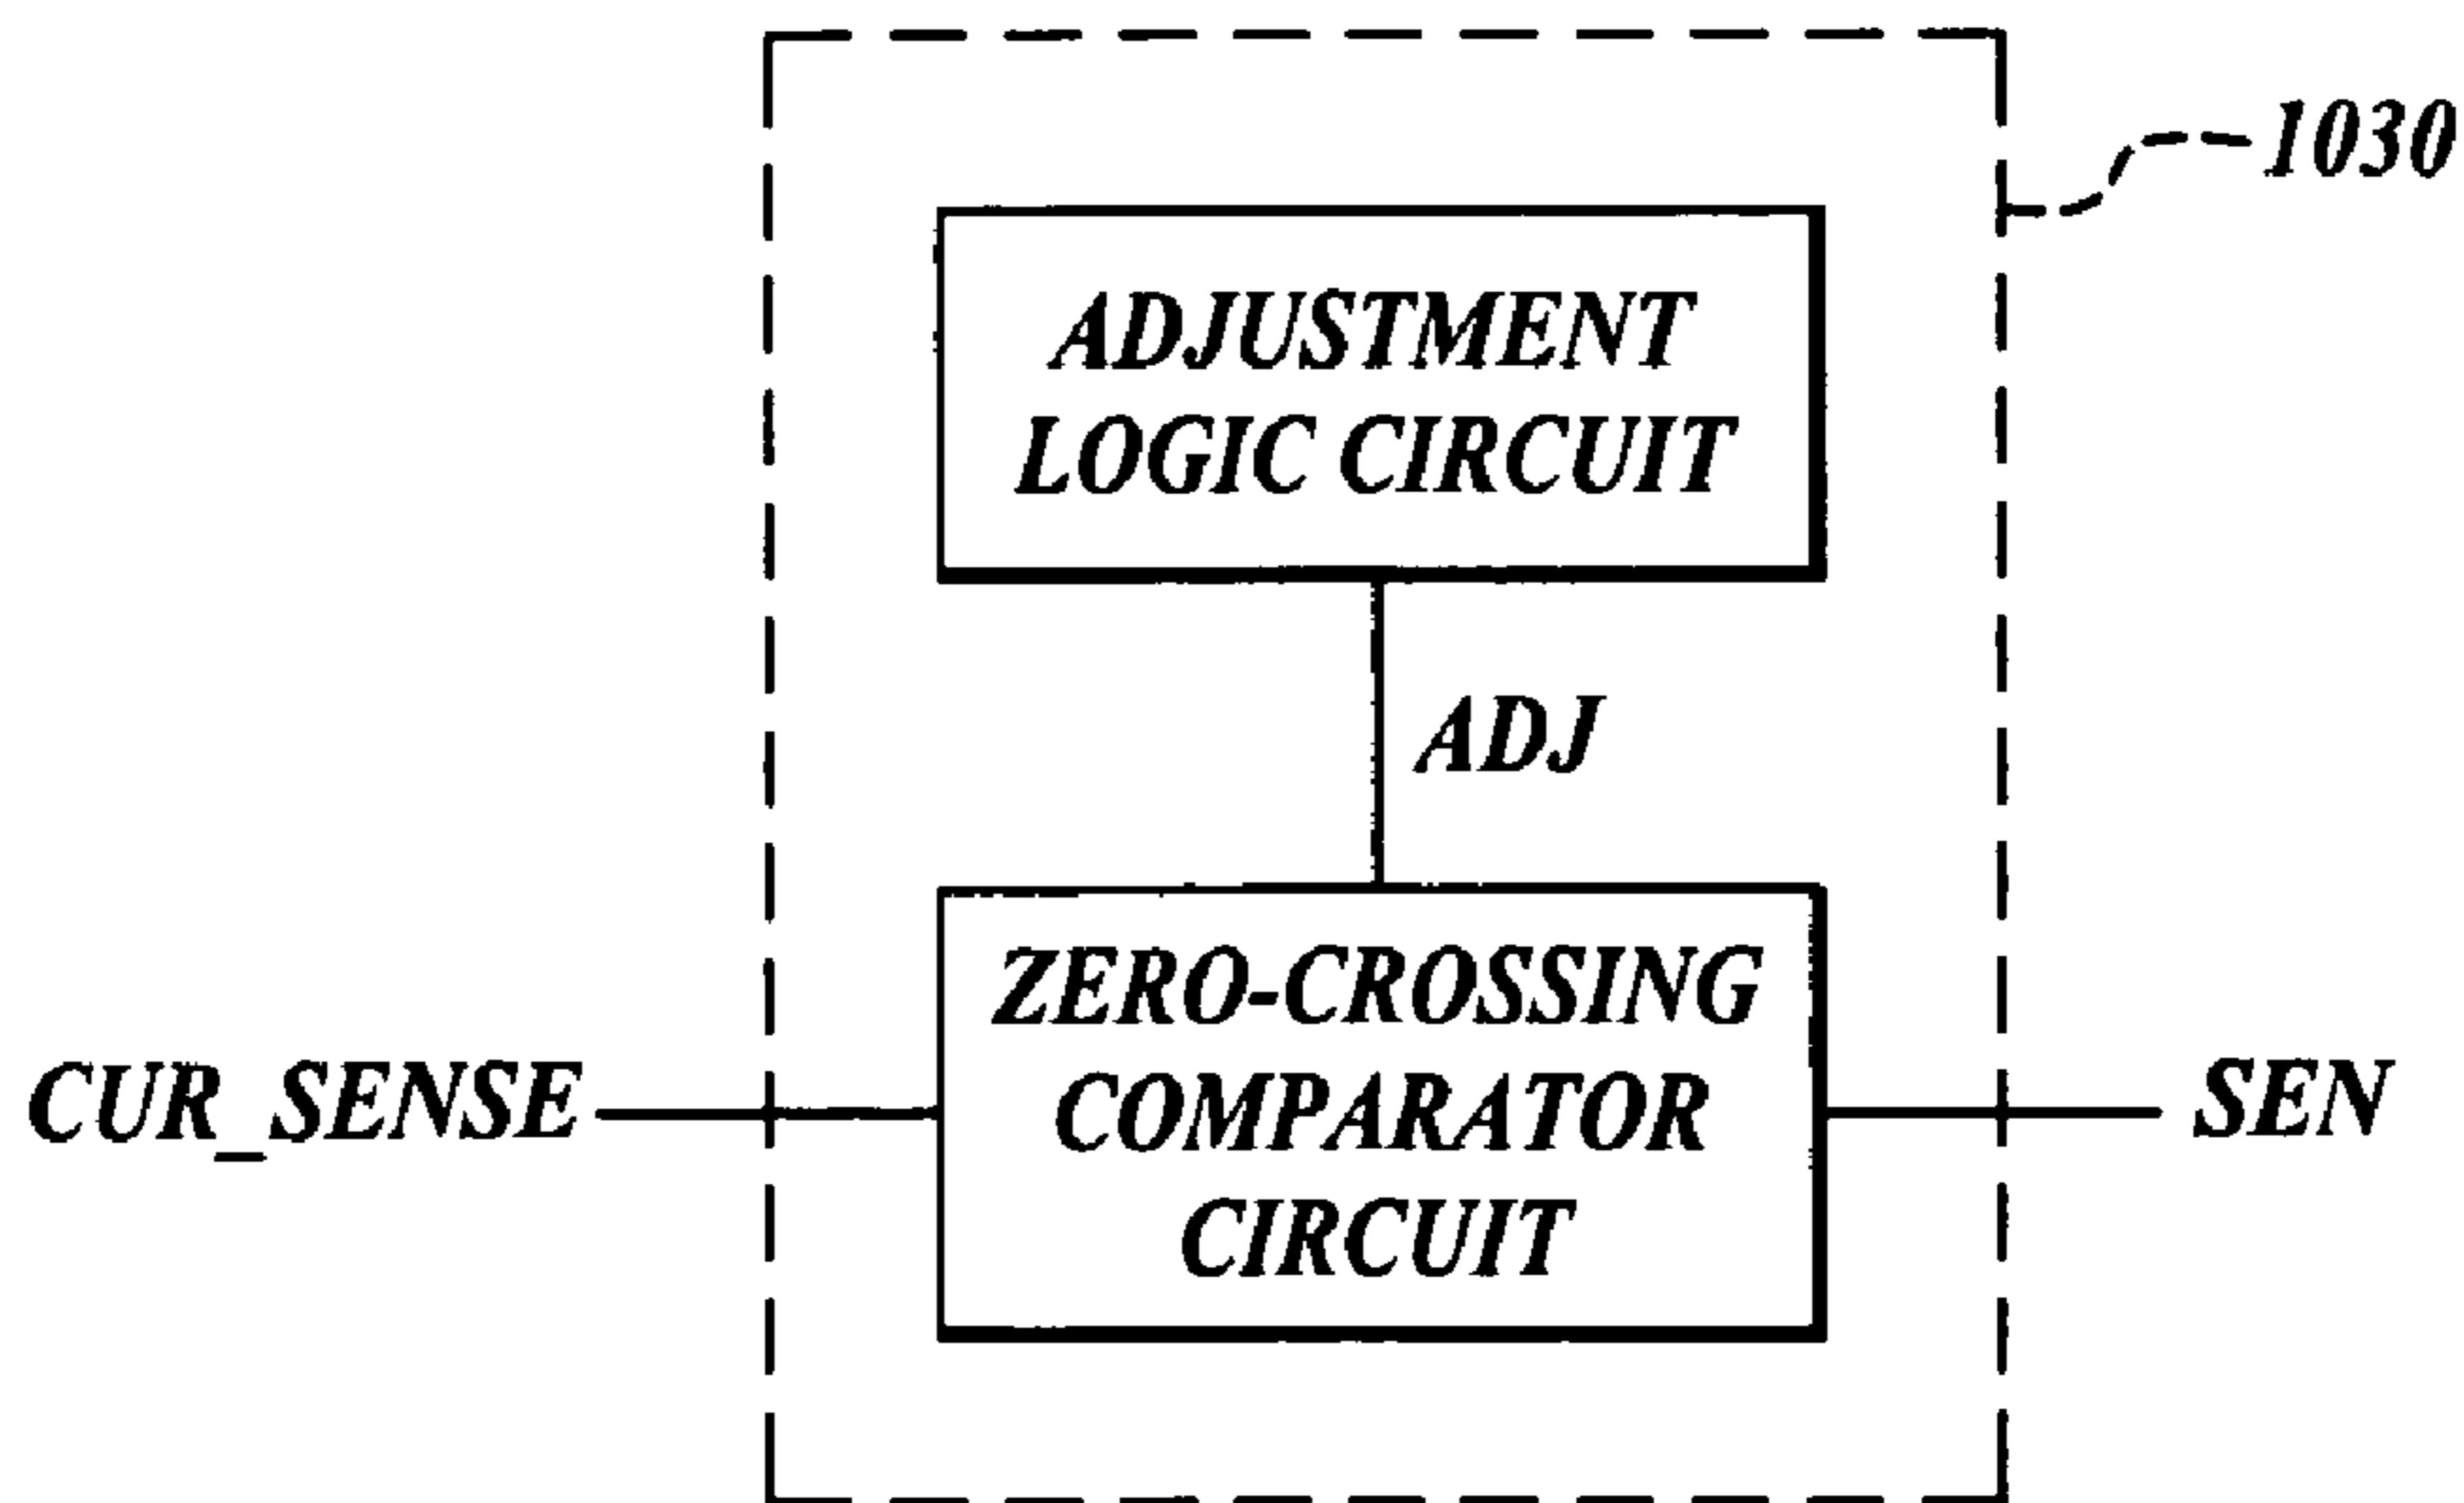 1030
ADJUSTMENT
LOGIC CIRCUIT
ADJ
ZERO-CROSSING
COMPARATOR
CIRCUIT
CUR_SENSE
SEN